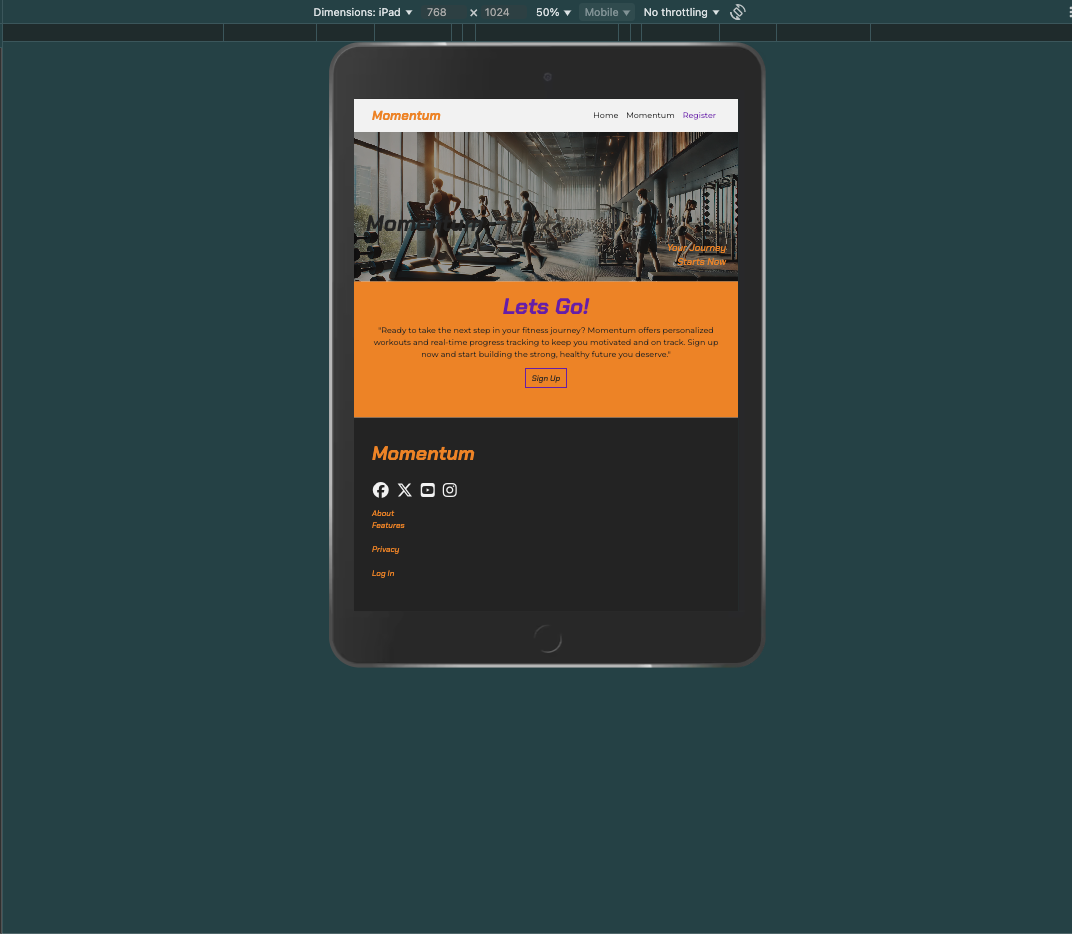 Dimensions: iPad 768 × 1024 50% Mobile No throttling
Momentum Home Momentum Register
Momentum
Your Journey
Starts Now
Lets Go!
"Ready to take the next step in your fitness journey? Momentum offers personalized
workouts and real-time progress tracking to keep you motivated and on track. Sign up
now and start building the strong, healthy future you deserve."
Sign Up
Momentum
About
Features
Privacy
Log In